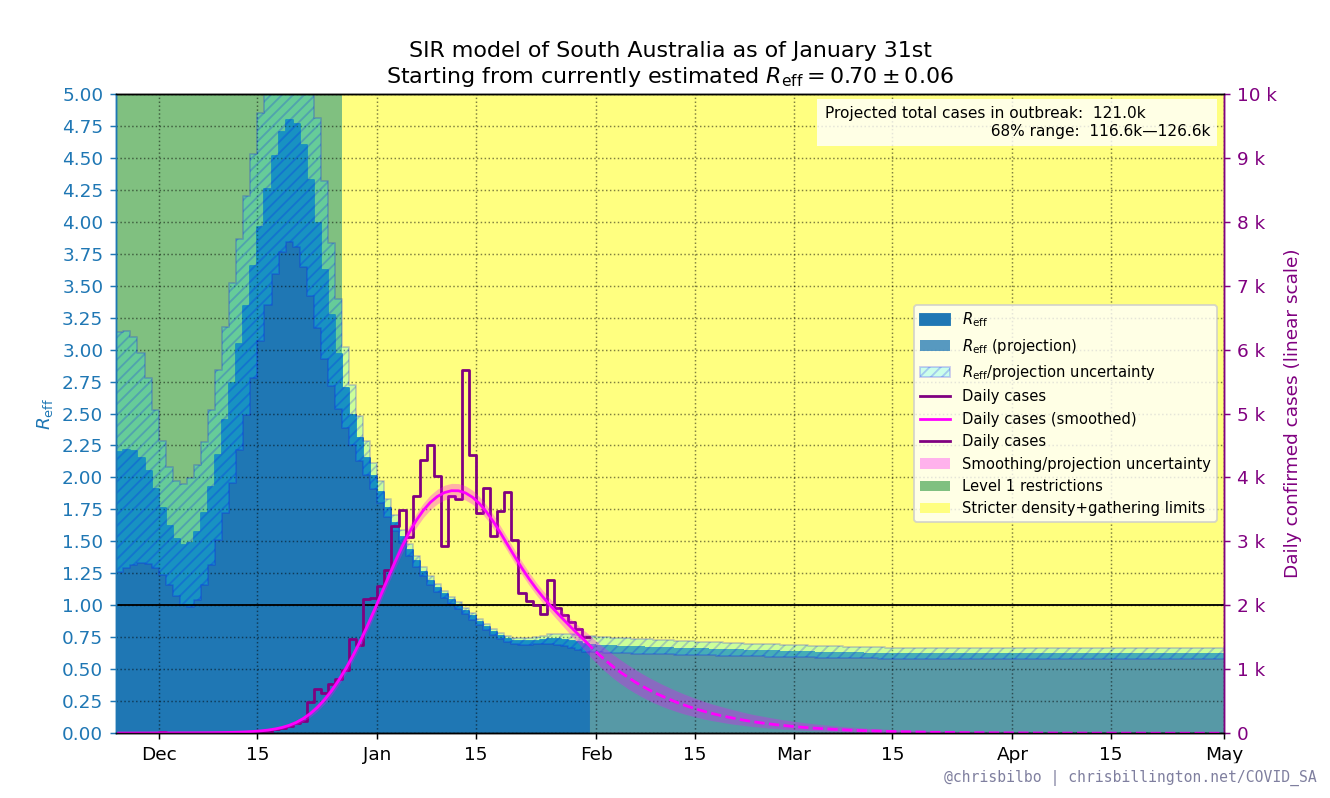 SIR model of South Australia as of January 31st
Starting from currently estimated R_eff = 0.70 ± 0.06
5.00
4.75
4.50
4.25
4.00
3.75
3.50
3.25
3.00
2.75
2.50
2.25
2.00
1.75
1.50
1.25
1.00
0.75
0.50
0.25
0.00
R_eff
Projected total cases in outbreak: 121.0k
68% range: 116.6k—126.6k
R_eff
R_eff (projection)
R_eff/projection uncertainty
Daily cases
Daily cases (smoothed)
Daily cases
Smoothing/projection uncertainty
Level 1 restrictions
Stricter density+gathering limits
10 k
9 k
8 k
7 k
6 k
5 k
4 k
3 k
2 k
1 k
0
Daily confirmed cases (linear scale)
Dec 15 Jan 15 Feb 15 Mar 15 Apr 15 May
@chrisbilbo | chrisbillington.net/COVID_SA